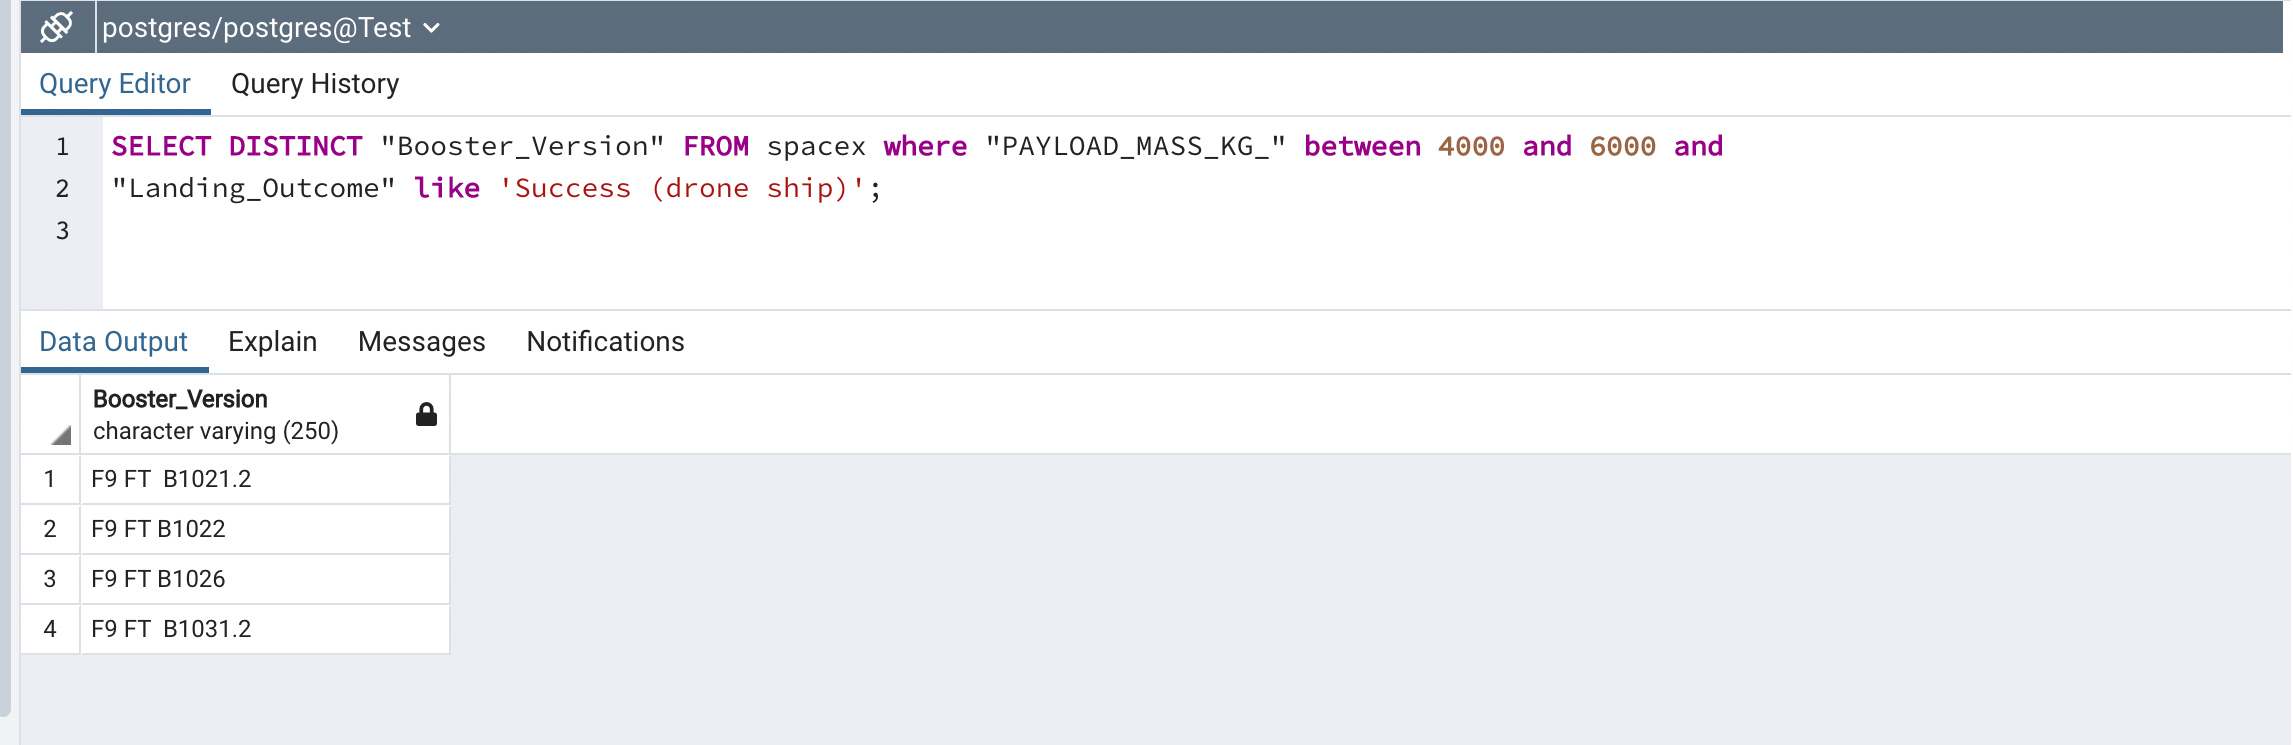 postgres/postgres@Test
Query Editor Query History
1 SELECT DISTINCT "Booster_Version" FROM spacex where "PAYLOAD_MASS_KG_" between 4000 and 6000 and
2 "Landing_Outcome" like 'Success (drone ship)';
3
Data Output Explain Messages Notifications
Booster_Version
character varying (250)
1 F9 FT  B1021.2
2 F9 FT B1022
3 F9 FT B1026
4 F9 FT  B1031.2